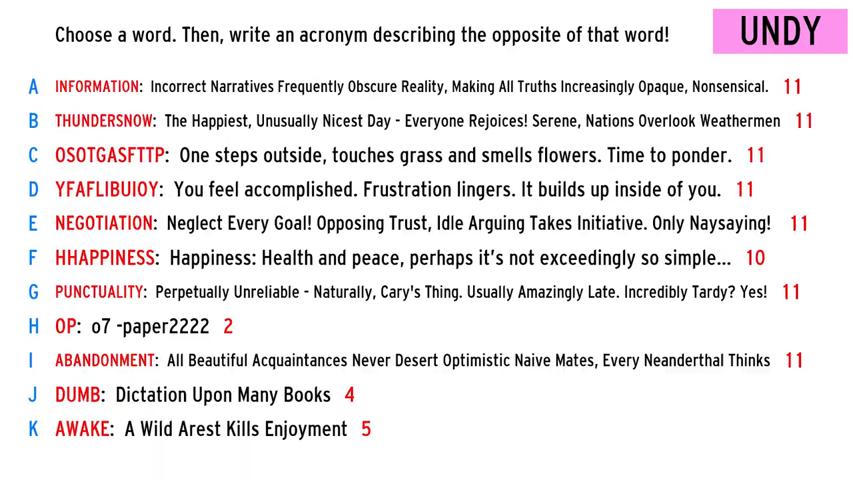 Choose a word. Then, write an acronym describing the opposite of that word!
UNDY
A INFORMATION: Incorrect Narratives Frequently Obscure Reality, Making All Truths Increasingly Opaque, Nonsensical. 11
B THUNDERSNOW: The Happiest, Unusually Nicest Day - Everyone Rejoices! Serene, Nations Overlook Weathermen 11
C OSOTGASFTTP: One steps outside, touches grass and smells flowers. Time to ponder. 11
D YFAFLIBUIOY: You feel accomplished. Frustration lingers. It builds up inside of you. 11
E NEGOTIATION: Neglect Every Goal! Opposing Trust, Idle Arguing Takes Initiative. Only Naysaying! 11
F HHAPPINESS: Happiness: Health and peace, perhaps it's not exceedingly so simple... 10
G PUNCTUALITY: Perpetually Unreliable - Naturally, Cary's Thing. Usually Amazingly Late. Incredibly Tardy? Yes! 11
H OP: o7 -paper2222 2
I ABANDONMENT: All Beautiful Acquaintances Never Desert Optimistic Naive Mates, Every Neanderthal Thinks 11
J DUMB: Dictation Upon Many Books 4
K AWAKE: A Wild Arest Kills Enjoyment 5